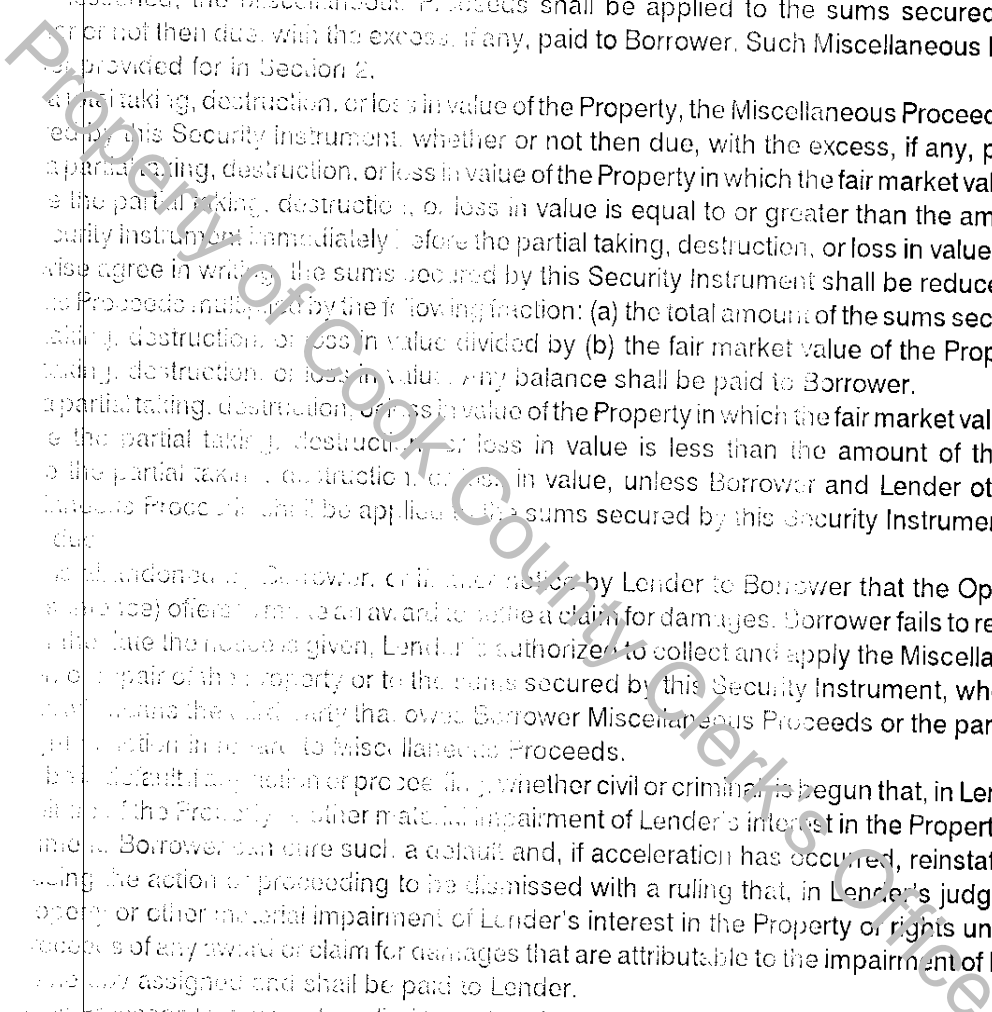 the Miscellaneous Proceeds shall be applied to the sums secured
or not then due, with the excess, if any, paid to Borrower. Such Miscellaneous
provided for in Section 2.
taking, destruction, or loss in value of the Property, the Miscellaneous Proceed
by this Security Instrument, whether or not then due, with the excess, if any, p
a partial taking, destruction, or loss in value of the Property in which the fair market val
e the partial taking, destruction, or loss in value is equal to or greater than the am
curity Instrument immediately before the partial taking, destruction, or loss in value
wise agree in writing, the sums secured by this Security Instrument shall be reduce
Proceeds multiplied by the following fraction: (a) the total amount of the sums sec
taking, destruction, or loss in value divided by (b) the fair market value of the Prop
taking, destruction, or loss in value. Any balance shall be paid to Borrower.
a partial taking, destruction, or loss in value of the Property in which the fair market val
e the partial taking, destruction, or loss in value is less than the amount of th
the partial taking, destruction, or loss in value, unless Borrower and Lender ot
Proceeds shall be applied to the sums secured by this Security Instrume
due
abandoned by Borrower, or if, after notice by Lender to Borrower that the Op
offers to make an award to settle a claim for damages, Borrower fails to re
the date the notice is given, Lender is authorized to collect and apply the Miscella
repair of the Property or to the sums secured by this Security Instrument, wh
means the third party that owes Borrower Miscellaneous Proceeds or the par
action in regard to Miscellaneous Proceeds.
be in default if any action or proceeding, whether civil or criminal, is begun that, in Len
of the Property or other material impairment of Lender's interest in the Propert
Borrower can cure such a default and, if acceleration has occurred, reinstat
the action or proceeding to be dismissed with a ruling that, in Lender's judg
or other material impairment of Lender's interest in the Property or rights un
of any award or claim for damages that are attributable to the impairment of
assigned and shall be paid to Lender.
Property of Cook County Clerk's Office